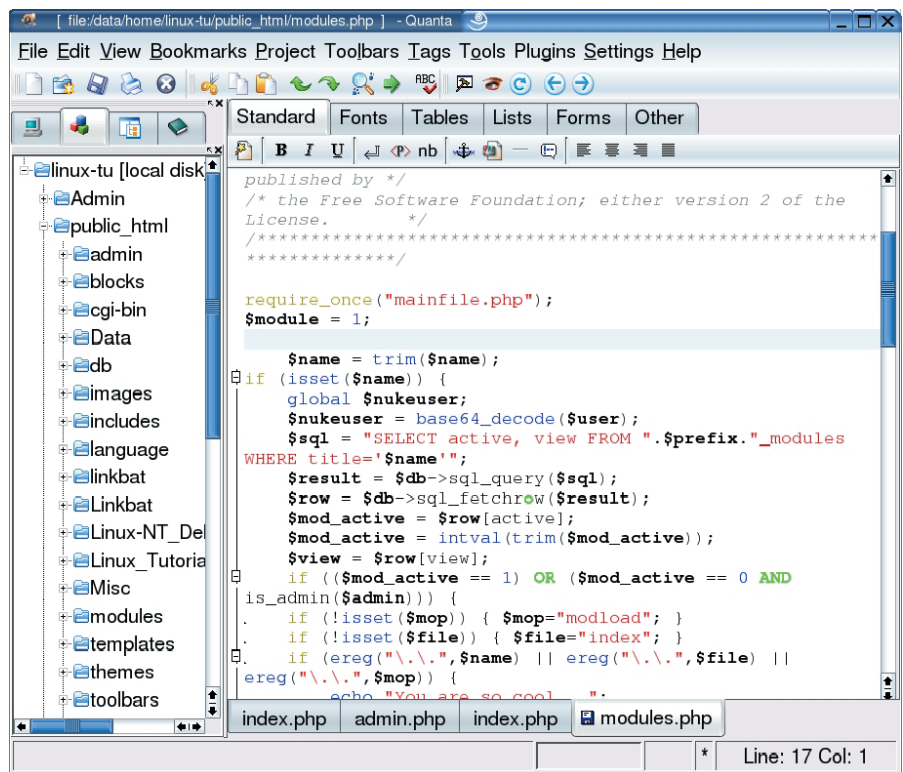 [ file:/data/home/linux-tu/public_html/modules.php ] - Quanta
File Edit View Bookmarks Project Toolbars Tags Tools Plugins Settings Help
ABC
Standard Fonts Tables Lists Forms Other
B I U <P> nb
linux-tu [local disk
Admin
public_html
admin
blocks
cgi-bin
Data
db
images
includes
language
linkbat
Linkbat
Linux-NT_Del
Linux_Tutoria
Misc
modules
templates
themes
toolbars
published by */
/* the Free Software Foundation; either version 2 of the
License.        */
/**********************************************************
**************/
require_once("mainfile.php");
$module = 1;
$name = trim($name);
if (isset($name)) {
global $nukeuser;
$nukeuser = base64_decode($user);
$sql = "SELECT active, view FROM ".$prefix."_modules
WHERE title='$name'";
$result = $db->sql_query($sql);
$row = $db->sql_fetchrow($result);
$mod_active = $row[active];
$mod_active = intval(trim($mod_active));
$view = $row[view];
if (($mod_active == 1) OR ($mod_active == 0 AND
is_admin($admin))) {
if (!isset($mop)) { $mop="modload"; }
if (!isset($file)) { $file="index"; }
if (ereg("\.\.",$name) || ereg("\.\.",$file) ||
ereg("\.\.",$mop)) {
echo "You are so cool...";
index.php admin.php index.php modules.php
* Line: 17 Col: 1